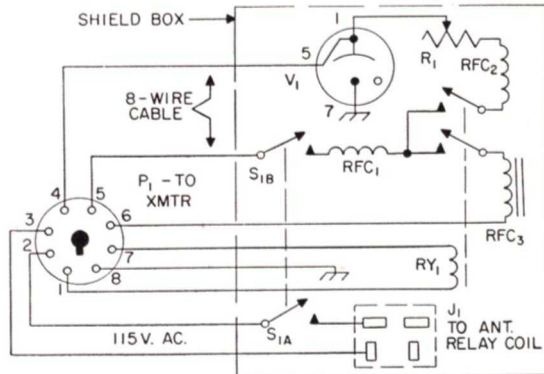 SHIELD BOX
1
5
V1
7
R1
RFC2
8-WIRE
CABLE
S1B
RFC1
P1 - TO
XMTR
4
5
3
6
2
7
1
8
RFC3
RY1
115V. AC.
S1A
J1
TO ANT.
RELAY COIL